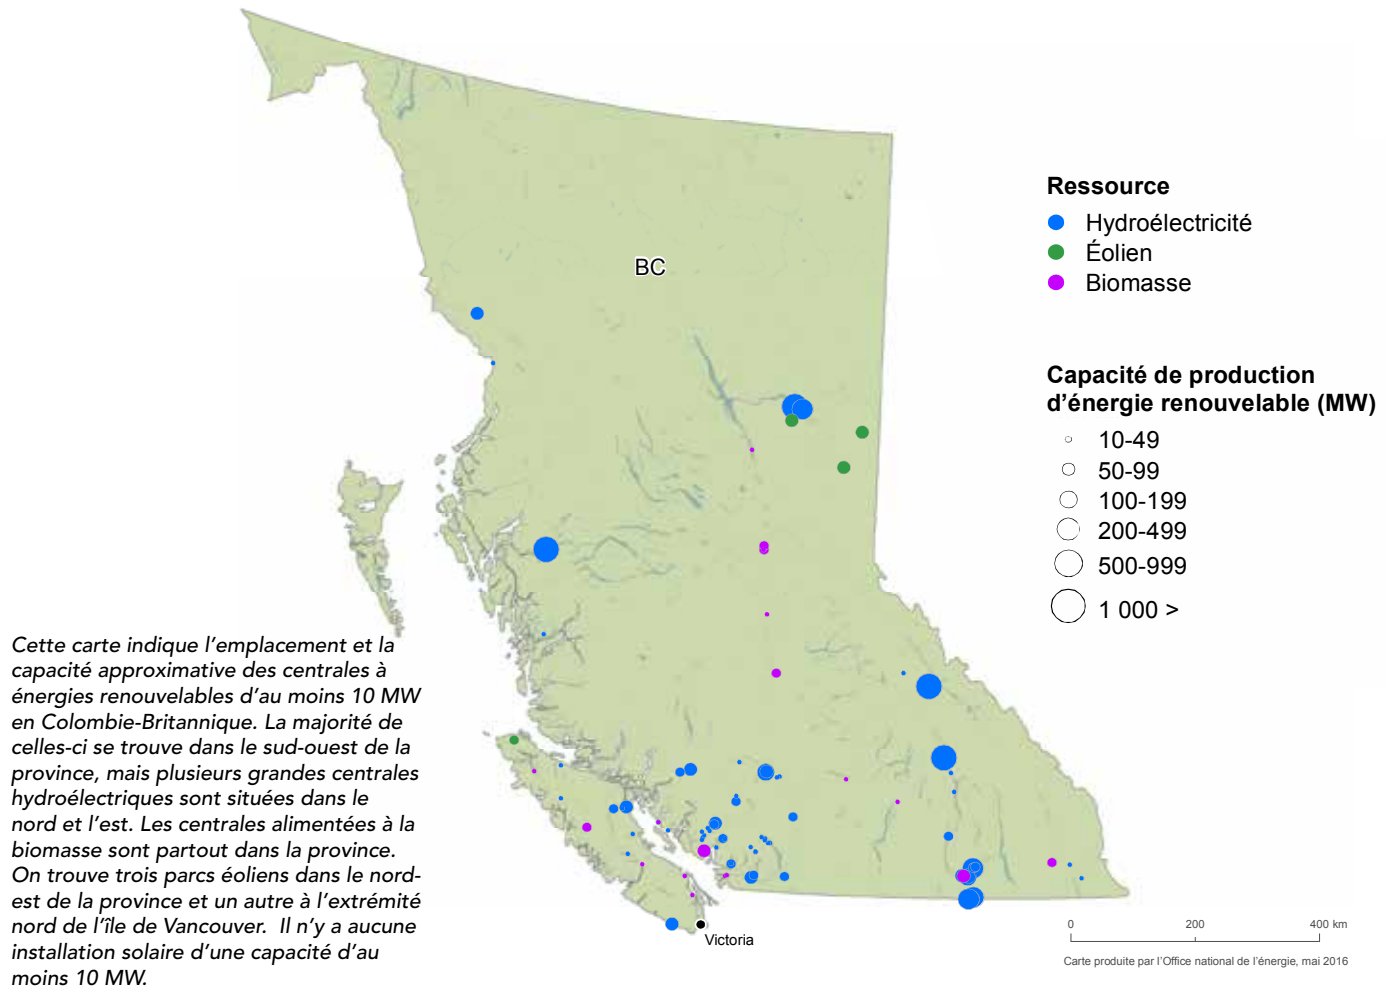 BC
Ressource
Hydroélectricité
Éolien
Biomasse
Capacité de production
d'énergie renouvelable (MW)
10-49
50-99
100-199
200-499
500-999
1 000 >
Cette carte indique l'emplacement et la
capacité approximative des centrales à
énergies renouvelables d'au moins 10 MW
en Colombie-Britannique. La majorité de
celles-ci se trouve dans le sud-ouest de la
province, mais plusieurs grandes centrales
hydroélectriques sont situées dans le
nord et l'est. Les centrales alimentées à la
biomasse sont partout dans la province.
On trouve trois parcs éoliens dans le nord-
est de la province et un autre à l'extrémité
nord de l'île de Vancouver. Il n'y a aucune
installation solaire d'une capacité d'au
moins 10 MW.
Victoria
0 200 400 km
Carte produite par l'Office national de l'énergie, mai 2016